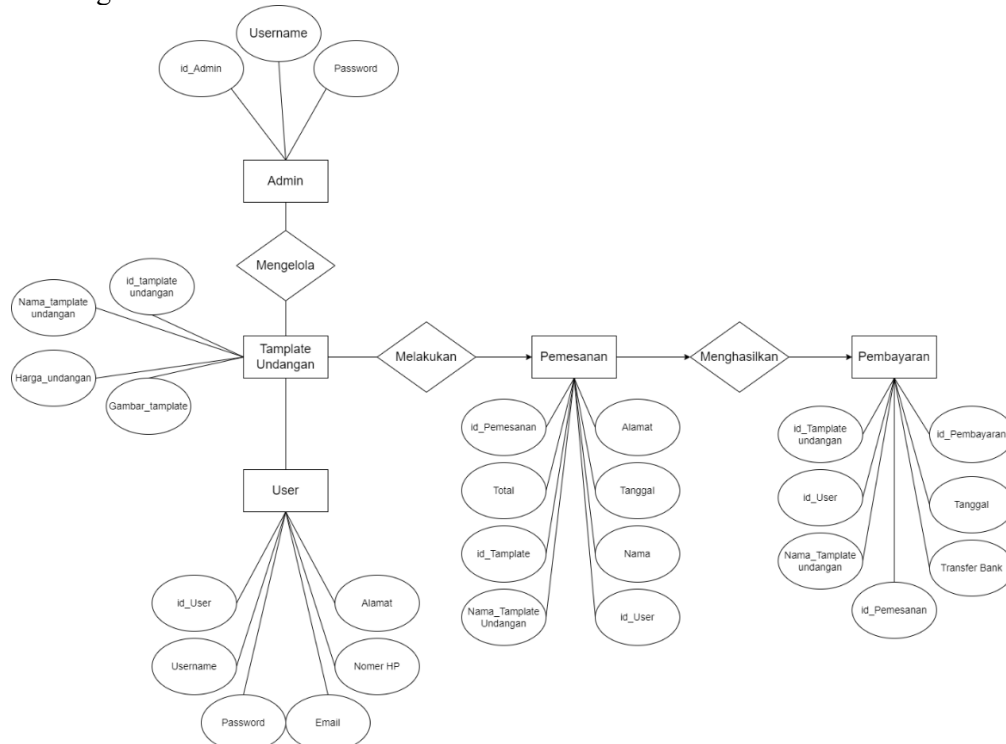 Username
id_Admin
Password
Admin
Mengelola
id_tamplate
undangan
Nama_tamplate
undangan
Harga_undangan
Gambar_tamplate
Tamplate
Undangan
Melakukan
Pemesanan
Menghasilkan
Pembayaran
id_Pemesanan
Alamat
Total
Tanggal
id_Tamplate
Nama
Nama_Tamplate
Undangan
id_User
id_Tamplate
undangan
id_Pembayaran
id_User
Tanggal
Nama_Tamplate
undangan
Transfer Bank
id_Pemesanan
User
id_User
Alamat
Username
Nomer HP
Password
Email